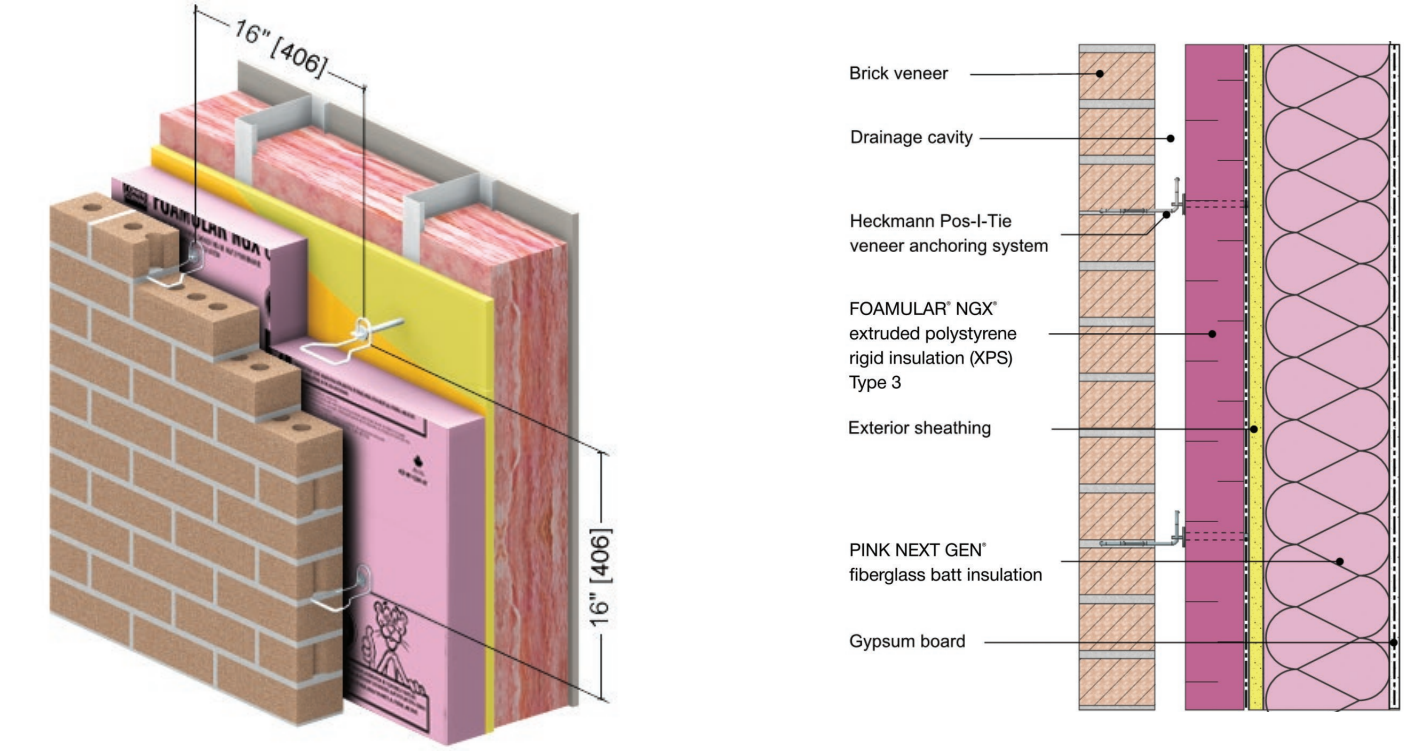 16" [406]
FOAMULAR NGX
16" [406]
Brick veneer
Drainage cavity
Heckmann Pos-I-Tie
veneer anchoring system
FOAMULAR® NGX®
extruded polystyrene
rigid insulation (XPS)
Type 3
Exterior sheathing
PINK NEXT GEN®
fiberglass batt insulation
Gypsum board